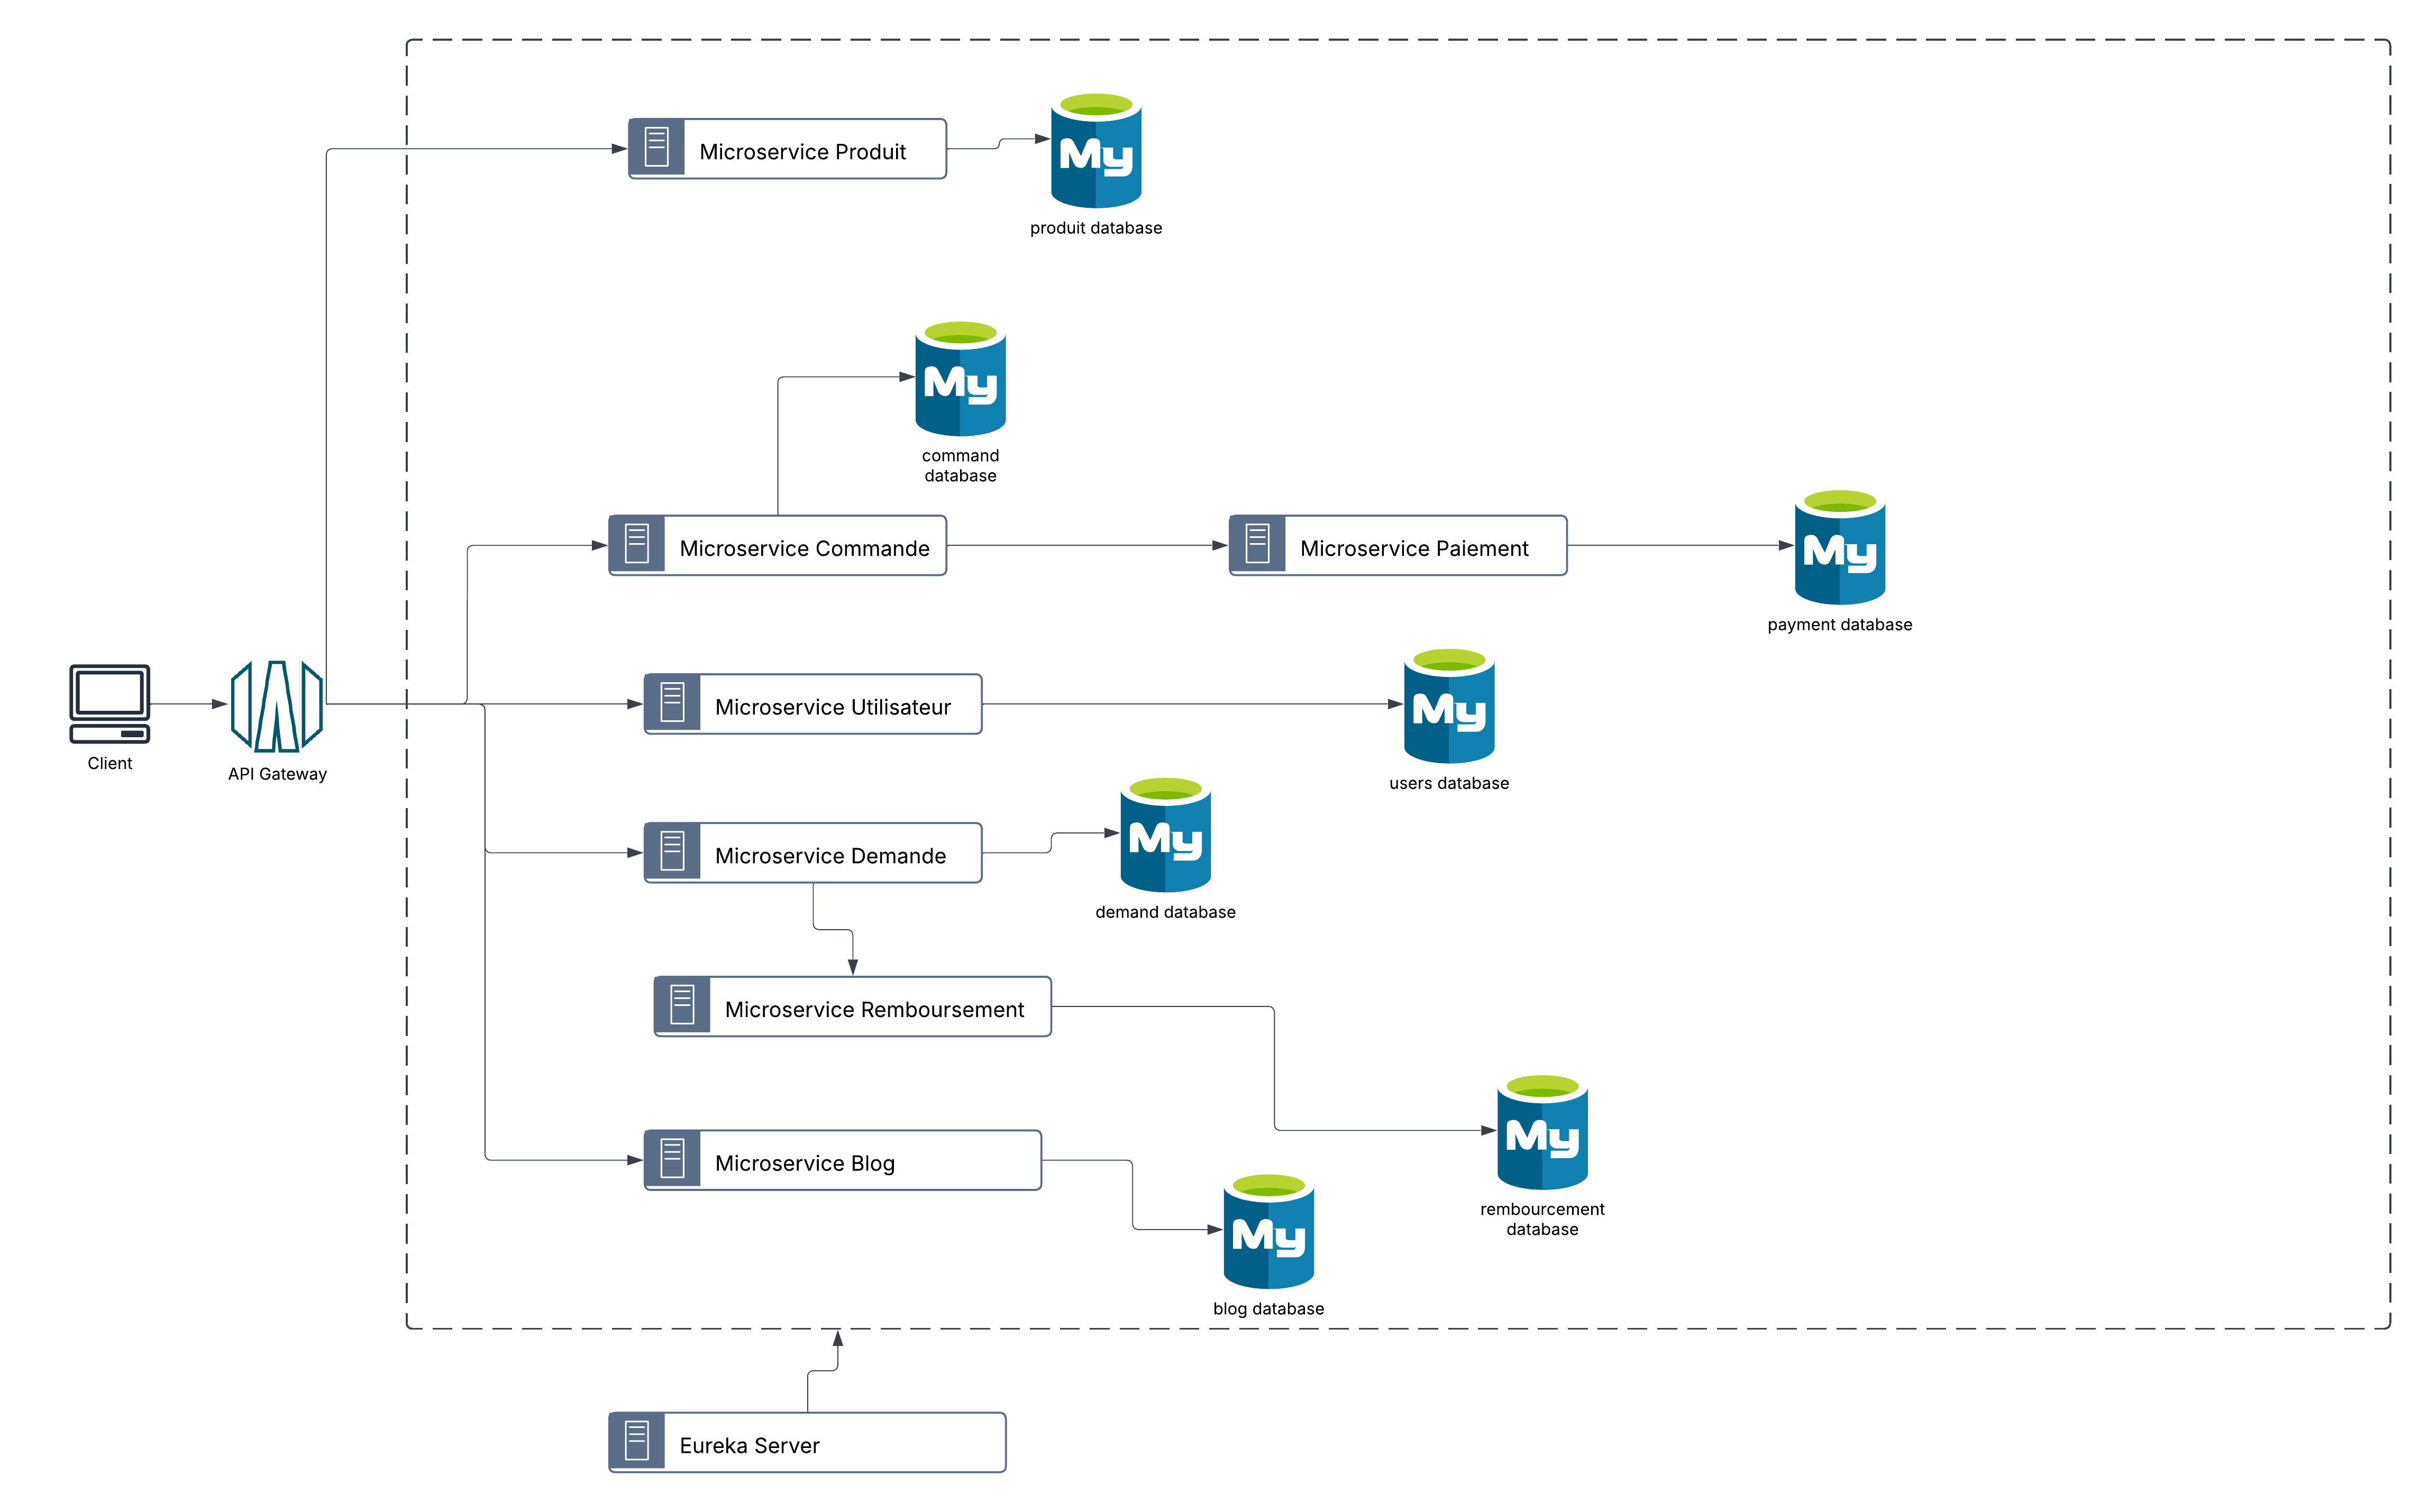 Microservice Produit
My
produit database
My
command
database
Microservice Commande
Microservice Paiement
My
payment database
Client
API Gateway
Microservice Utilisateur
My
users database
Microservice Demande
My
demand database
Microservice Remboursement
My
rembourcement
database
Microservice Blog
My
blog database
Eureka Server